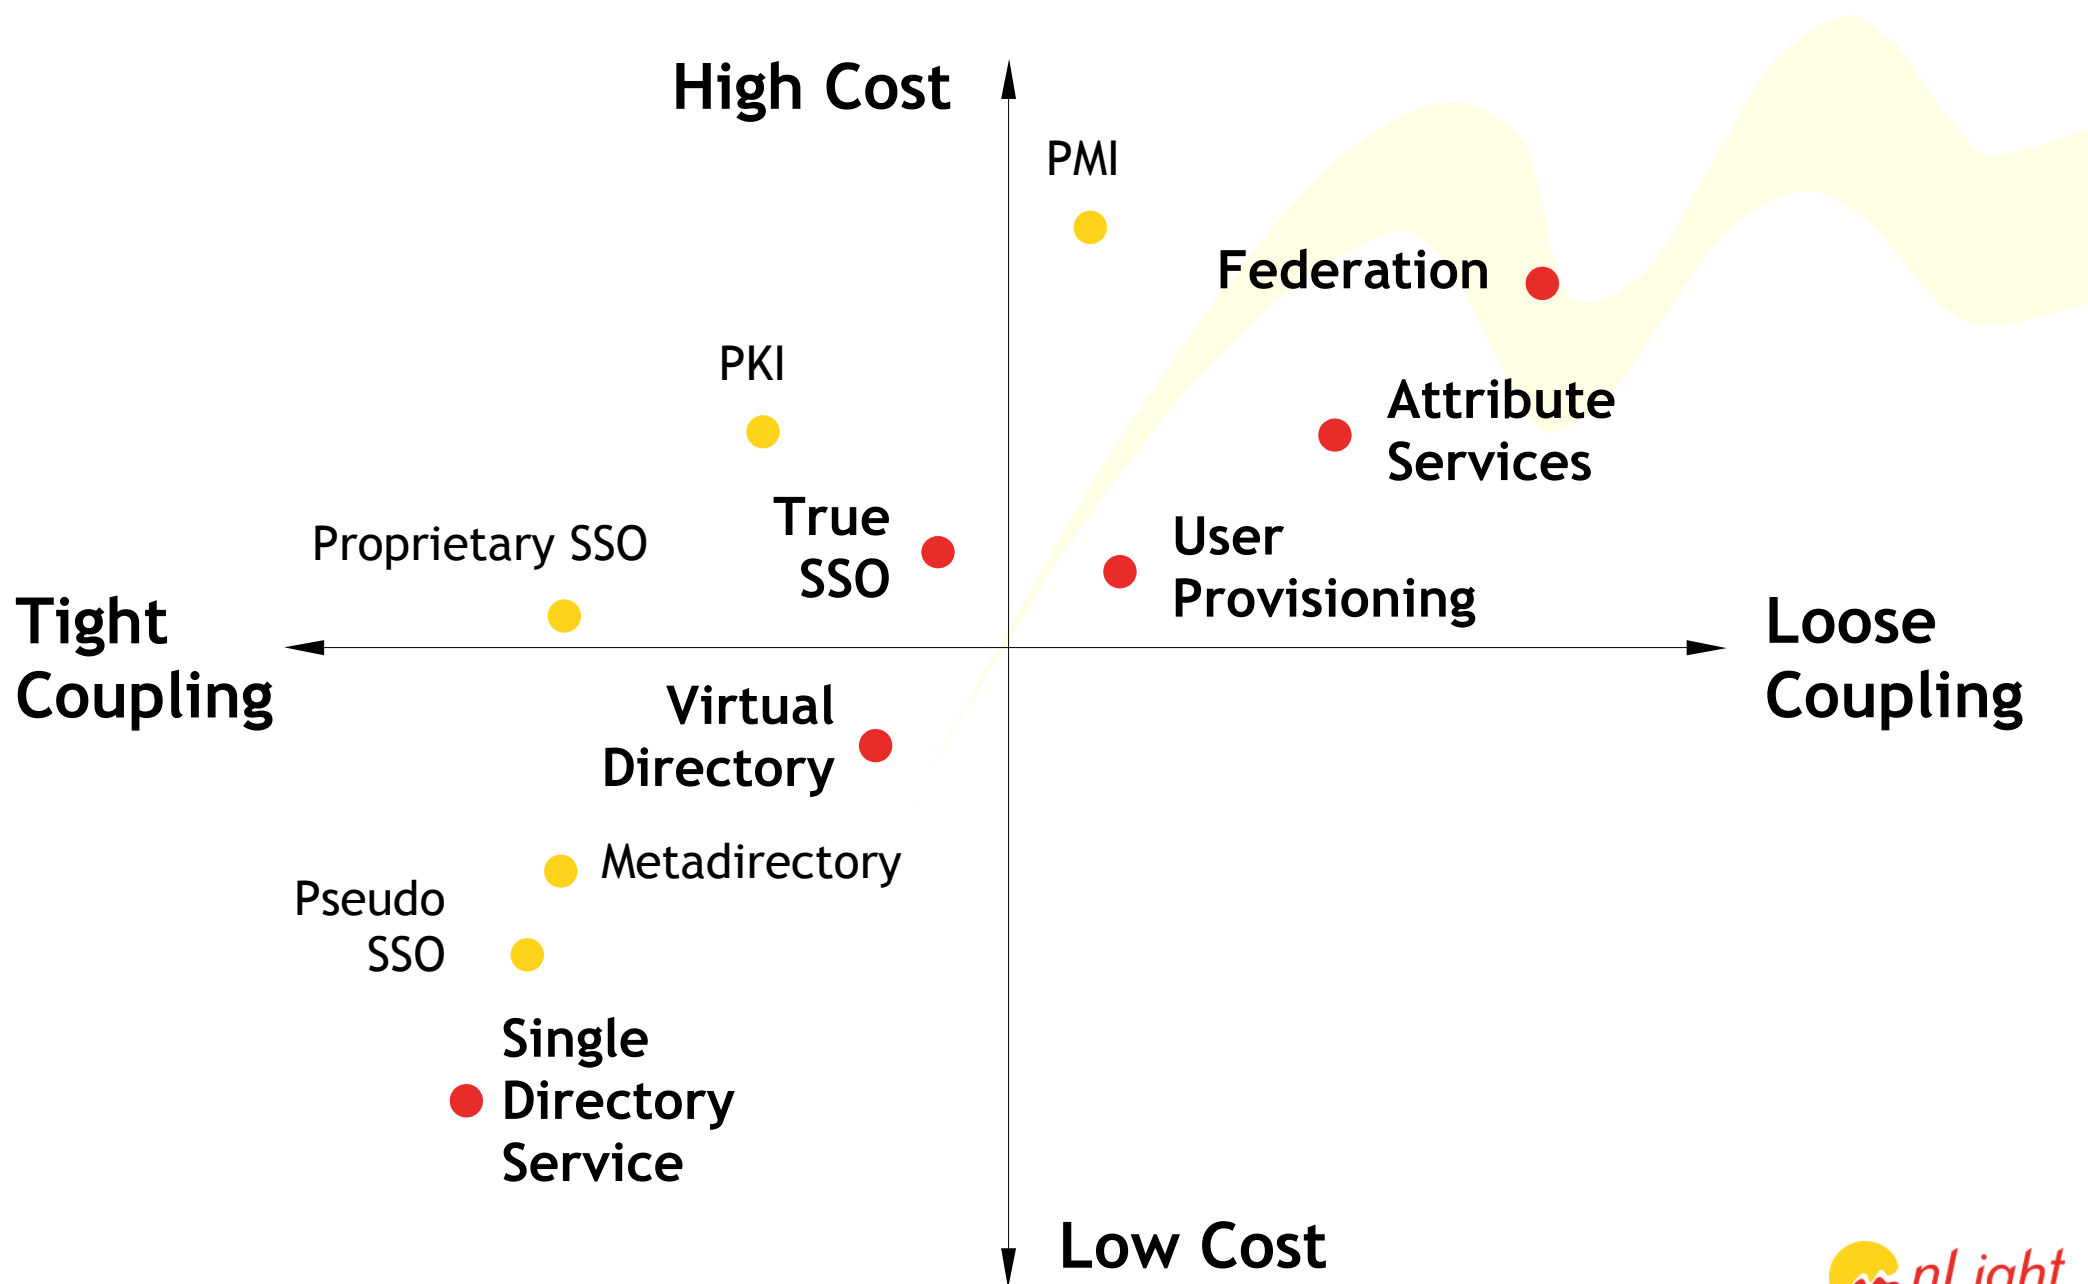 High Cost
PMI
Federation
PKI
Attribute
Services
True
SSO
Proprietary SSO
User
Provisioning
Tight
Coupling
Loose
Coupling
Virtual
Directory
Metadirectory
Pseudo
SSO
Single
Directory
Service
Low Cost
nLight